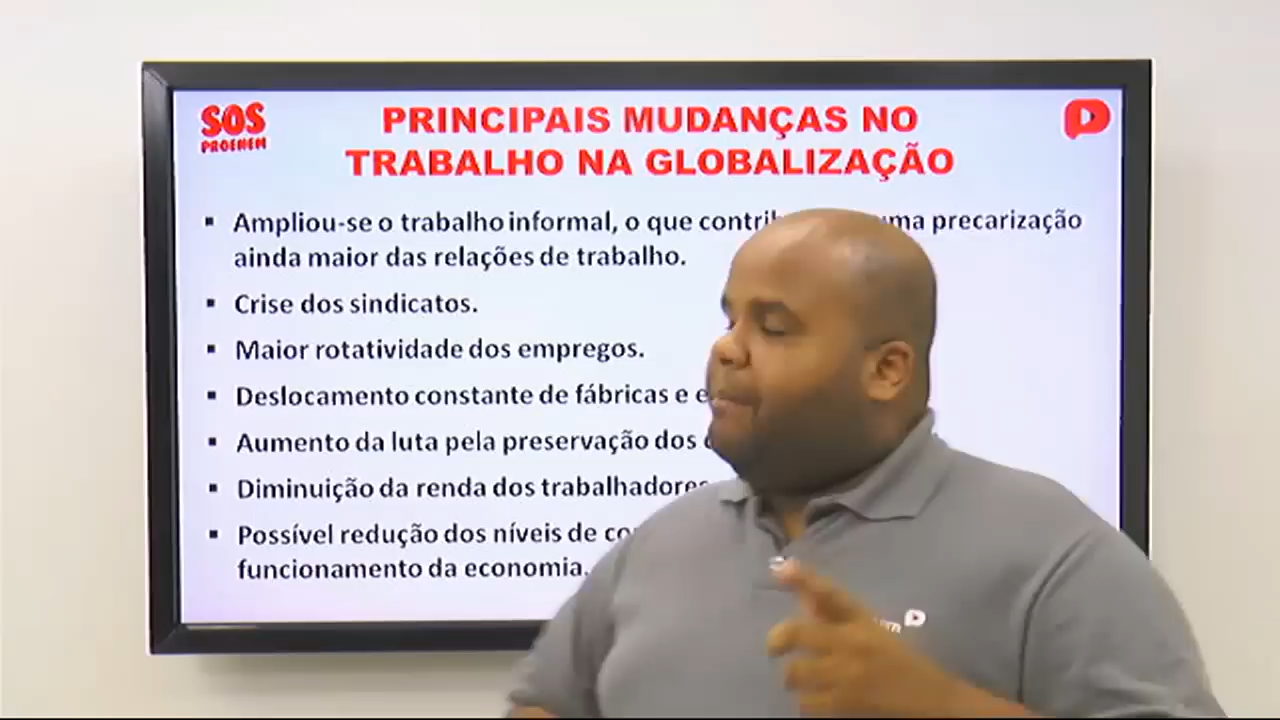 SOS
PROENEM
PRINCIPAIS MUDANÇAS NO
TRABALHO NA GLOBALIZAÇÃO
▪ Ampliou-se o trabalho informal, o que precarização
ainda maior das relações de trabalho.
▪ Crise dos sindicatos.
▪ Maior rotatividade dos empregos.
▪ Deslocamento constante de fábricas e
▪ Aumento da luta pela preservação dos
▪ Diminuição da renda dos trabalhadores
▪ Possível redução dos níveis de
funcionamento da economia.